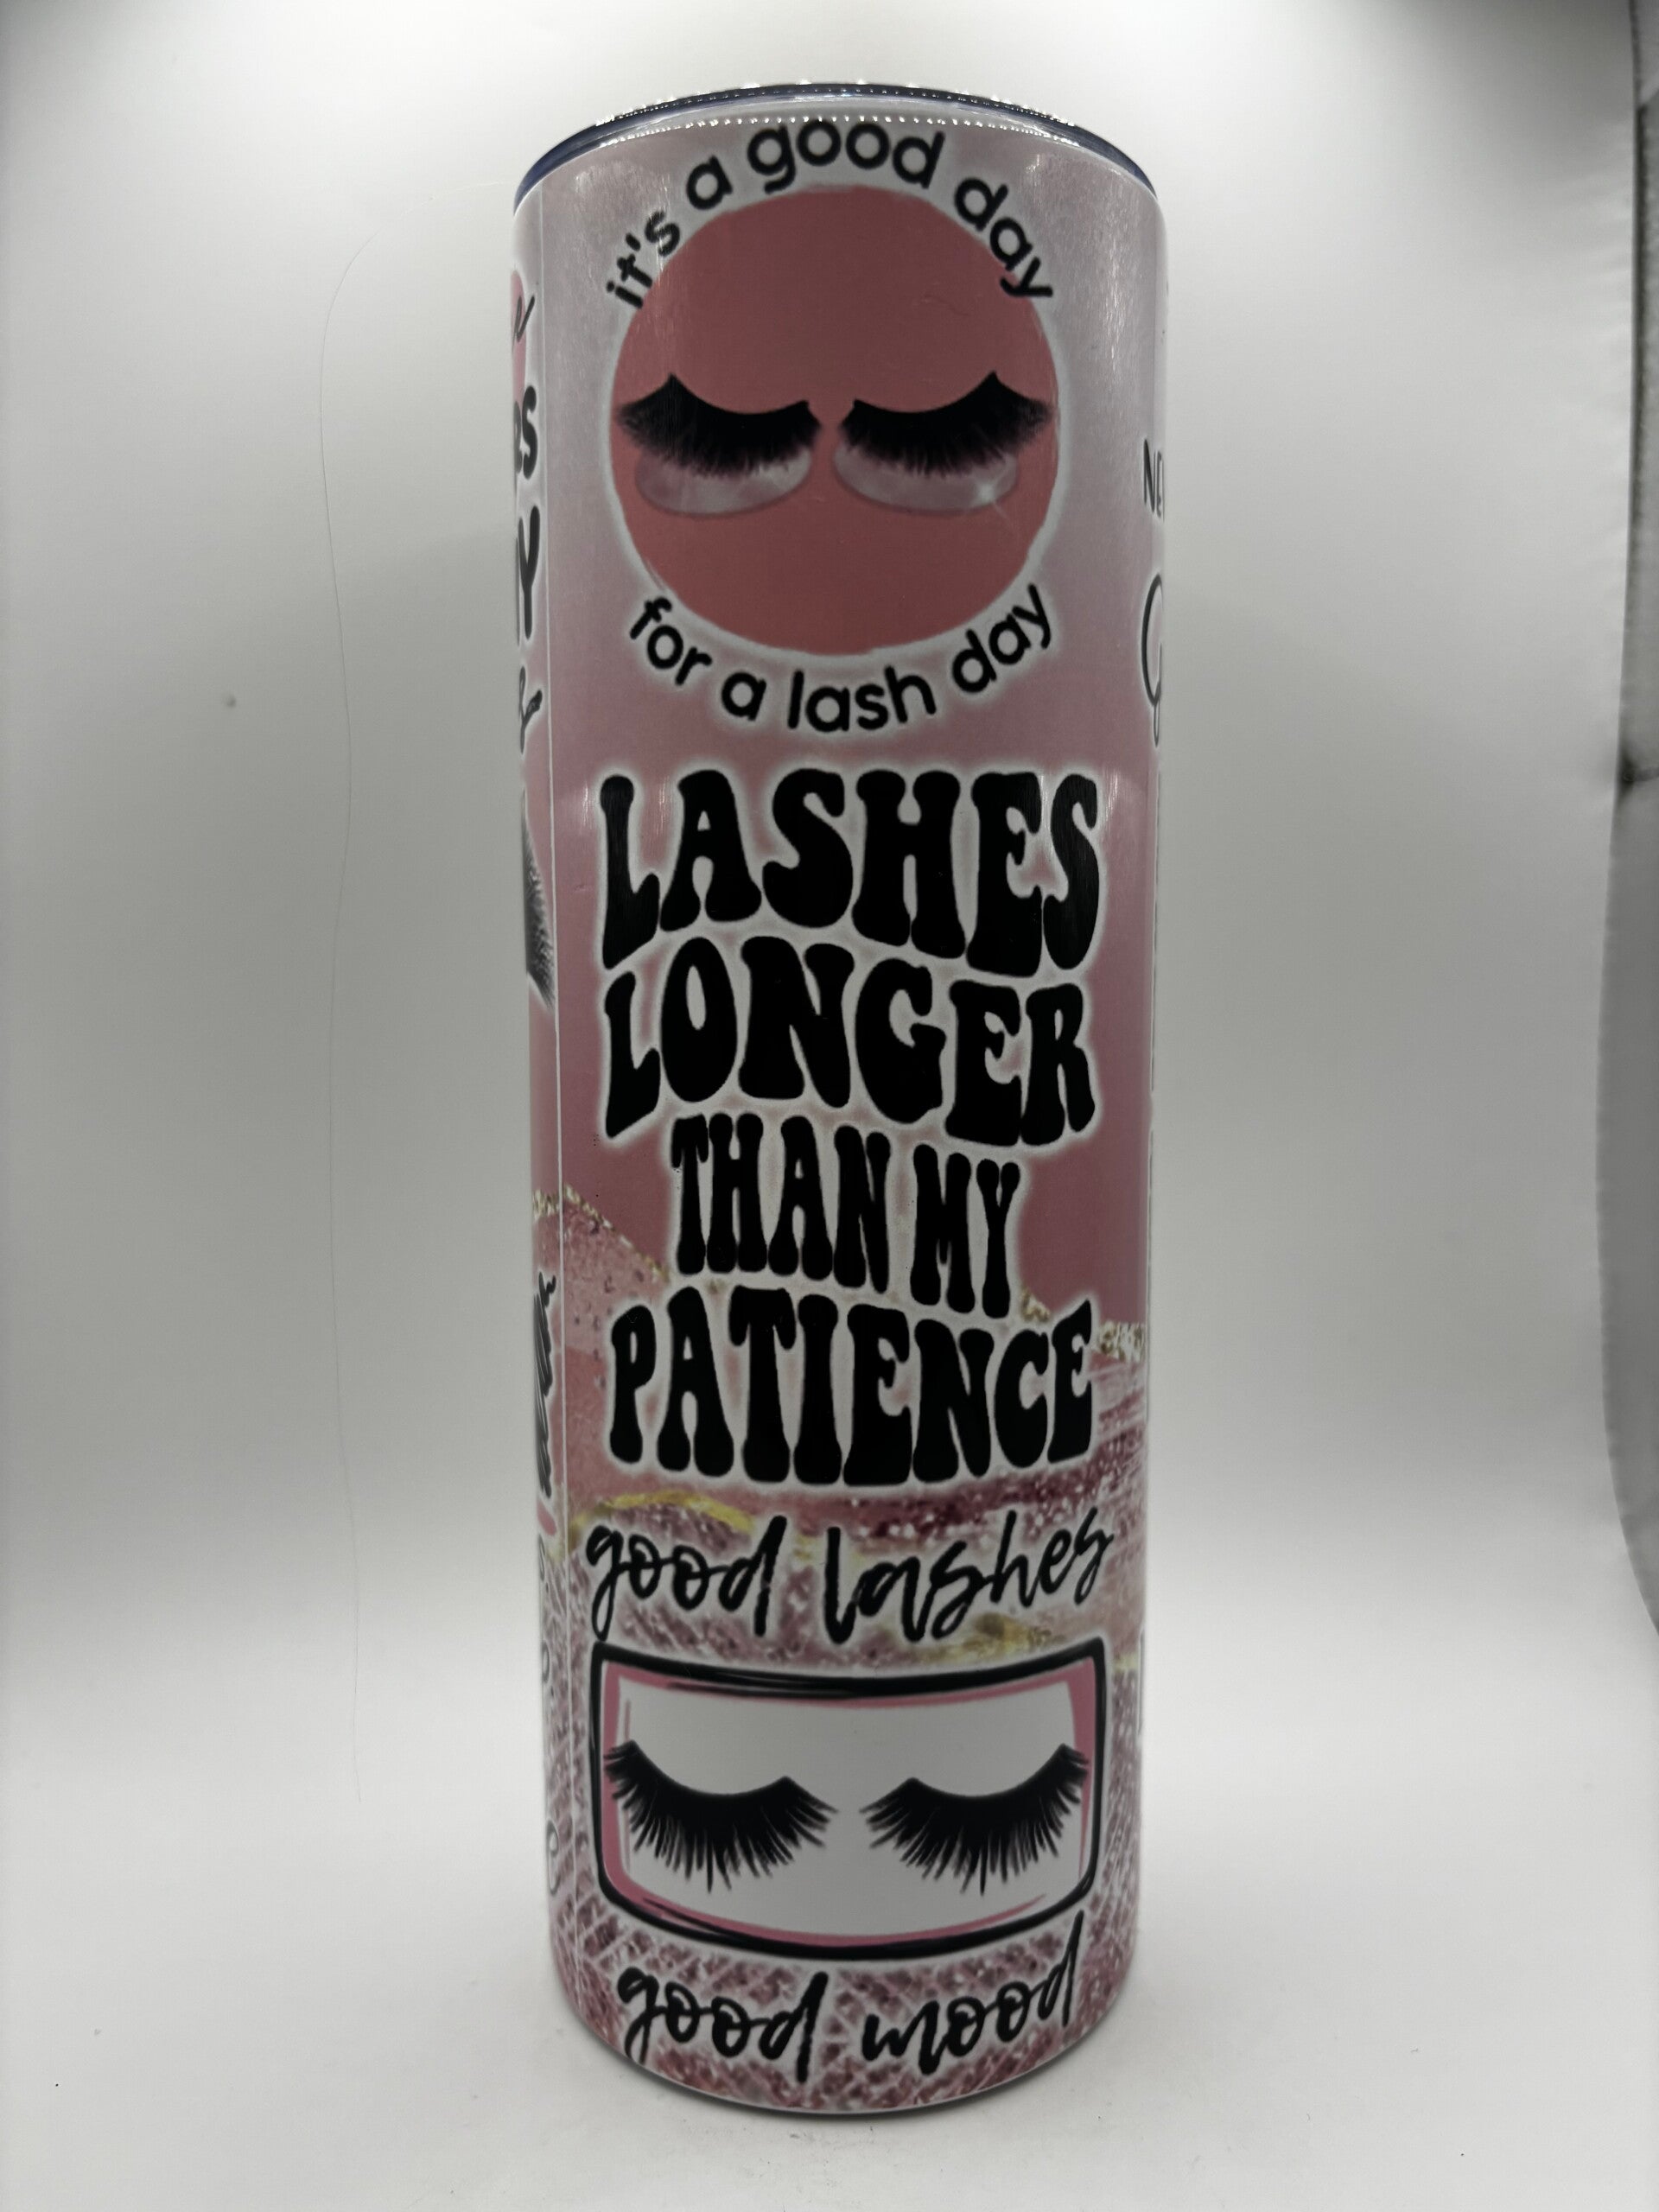 it's a good day
for a lash day
LASHES
LONGER
THAN MY
PATIENCE
good lashes
good mood